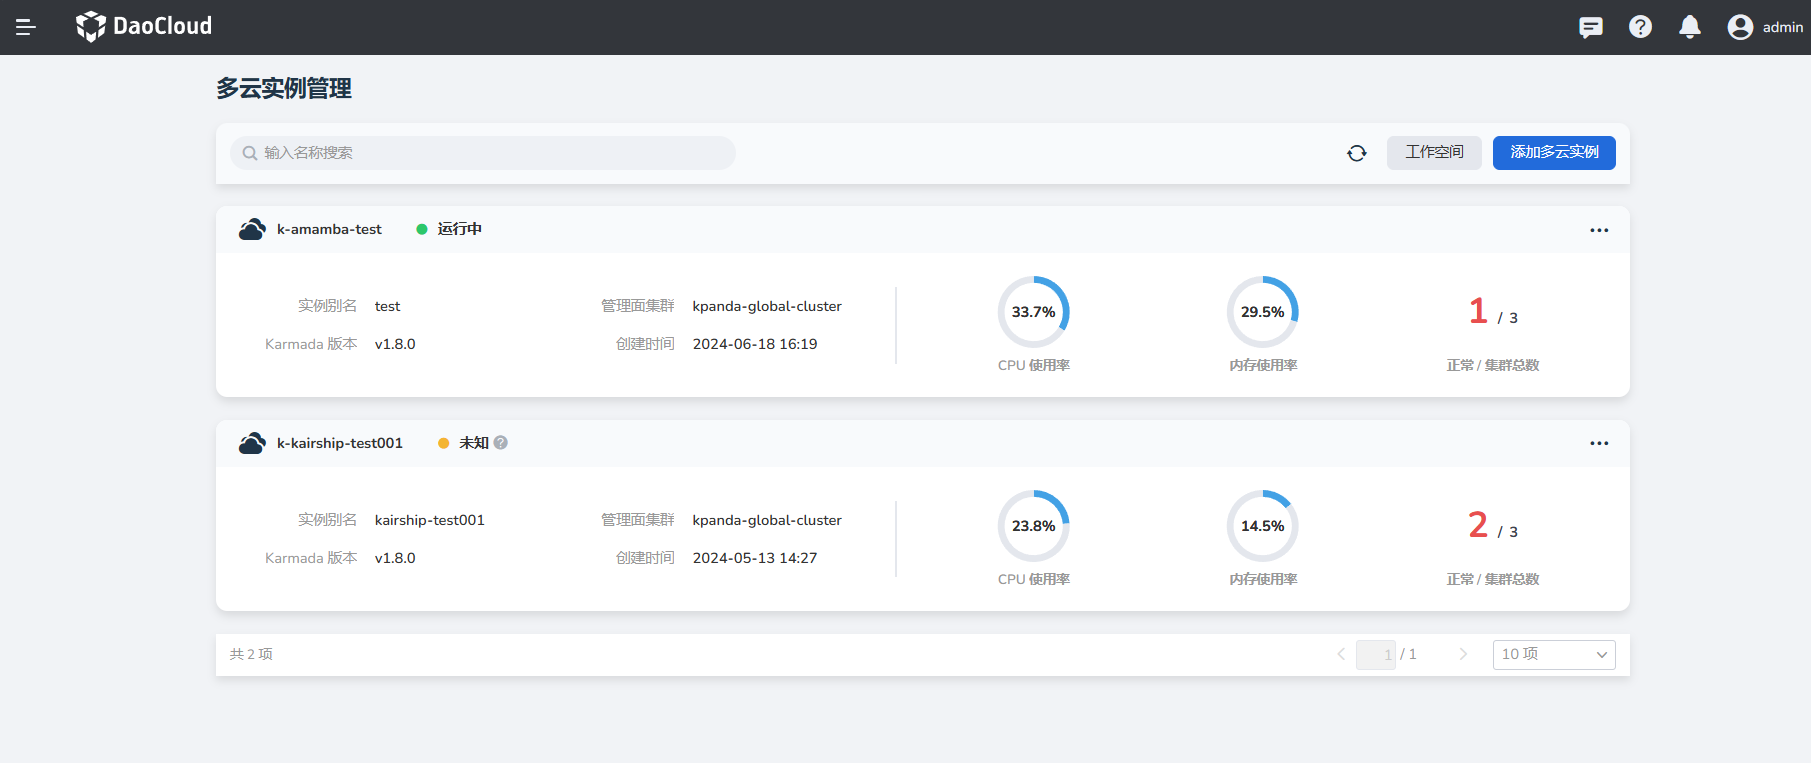 DaoCloud
admin
多云实例管理
输入名称搜索
工作空间
添加多云实例
k-amamba-test
运行中
实例别名 test
管理面集群 kpanda-global-cluster
Karmada 版本 v1.8.0
创建时间 2024-06-18 16:19
33.7%
CPU 使用率
29.5%
内存使用率
1 / 3
正常 / 集群总数
k-kairship-test001
未知
实例别名 kairship-test001
管理面集群 kpanda-global-cluster
Karmada 版本 v1.8.0
创建时间 2024-05-13 14:27
23.8%
CPU 使用率
14.5%
内存使用率
2 / 3
正常 / 集群总数
共 2 项
1 / 1
10 项